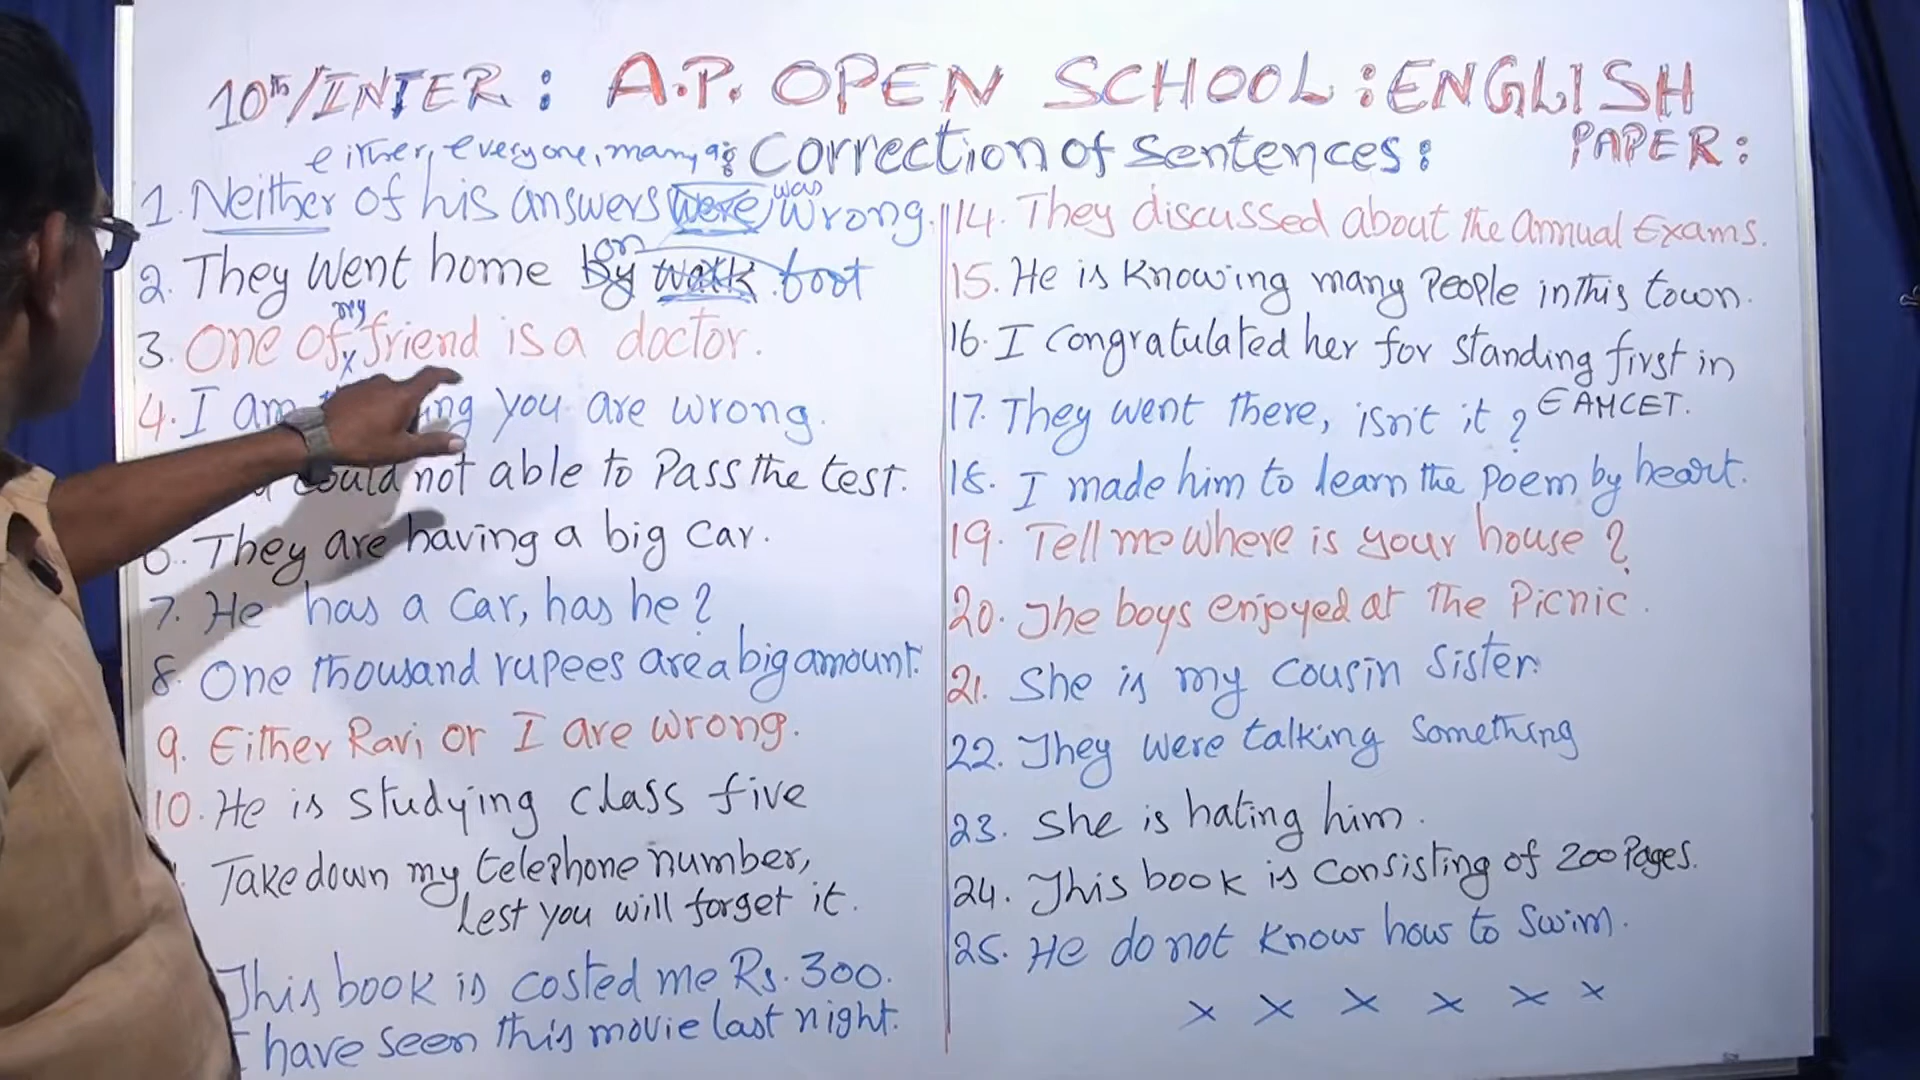 10th/INTER: A.P. OPEN SCHOOL: ENGLISH PAPER:
either, everyone, many a: Correction of sentences:
1. Neither of his answers were was wrong.
2. They went home by on walk foot
3. One of my friend is a doctor.
4. I am you are wrong.
could not able to Pass the test.
6. They are having a big car.
7. He has a car, has he?
8. One thousand rupees are a big amount.
9. Either Ravi or I are wrong.
10. He is studying class five
Take down my telephone number,
lest you will forget it.
This book is costed me Rs. 300.
I have seen this movie last night.
14. They discussed about the Annual Exams.
15. He is knowing many People in this town.
16. I congratulated her for standing first in
EAMCET.
17. They went there, isn't it?
18. I made him to learn the poem by heart.
19. Tell me where is your house?
20. The boys enjoyed at the Picnic.
21. She is my cousin sister.
22. They were talking something
23. She is hating him.
24. This book is consisting of 200 Pages.
25. He do not know how to swim.
x x x x x x